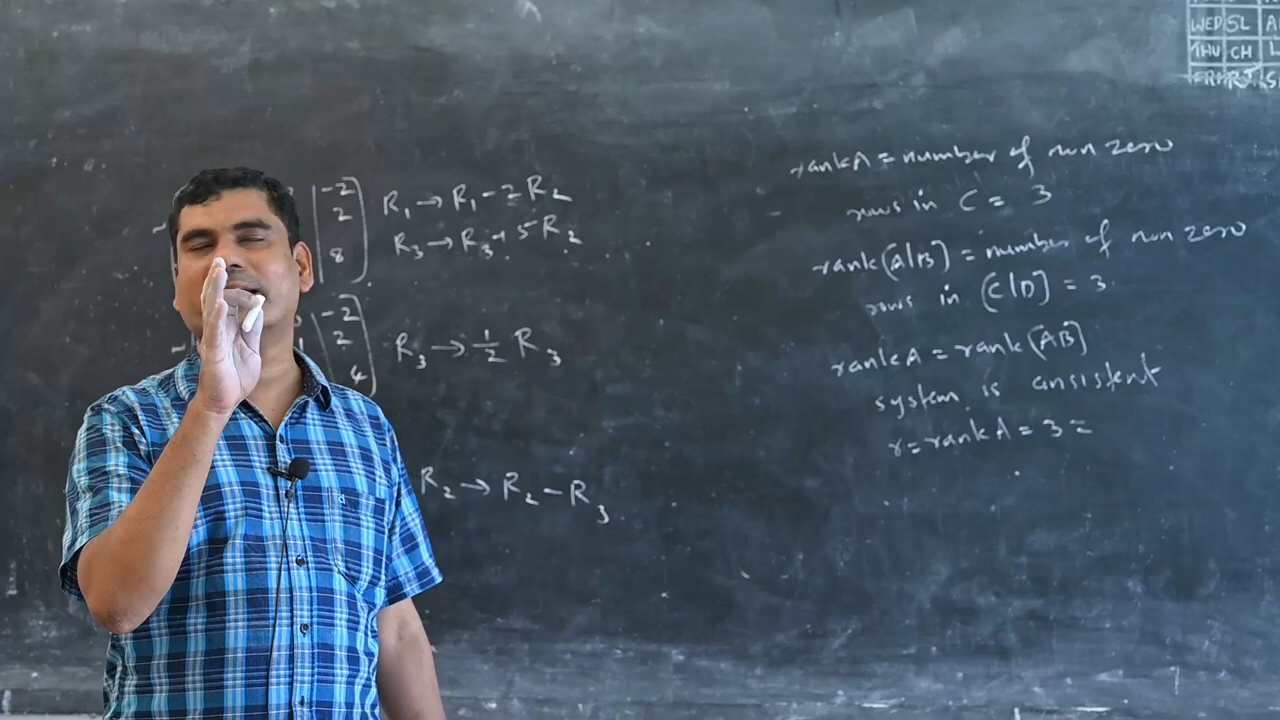 WED SL A
THU CH L
-2
2
8
R₁ → R₁ - 2R₂
R₃ → R₃ + 5R₂
-2
2
4
R₃ → 1/2 R₃
R₂ → R₂ - R₃
rank A = number of non zero
rows in C = 3
rank (A|B) = number of non zero
rows in (C|D] = 3
rank A = rank (AB)
system is consistent
r = rank A = 3 =
d